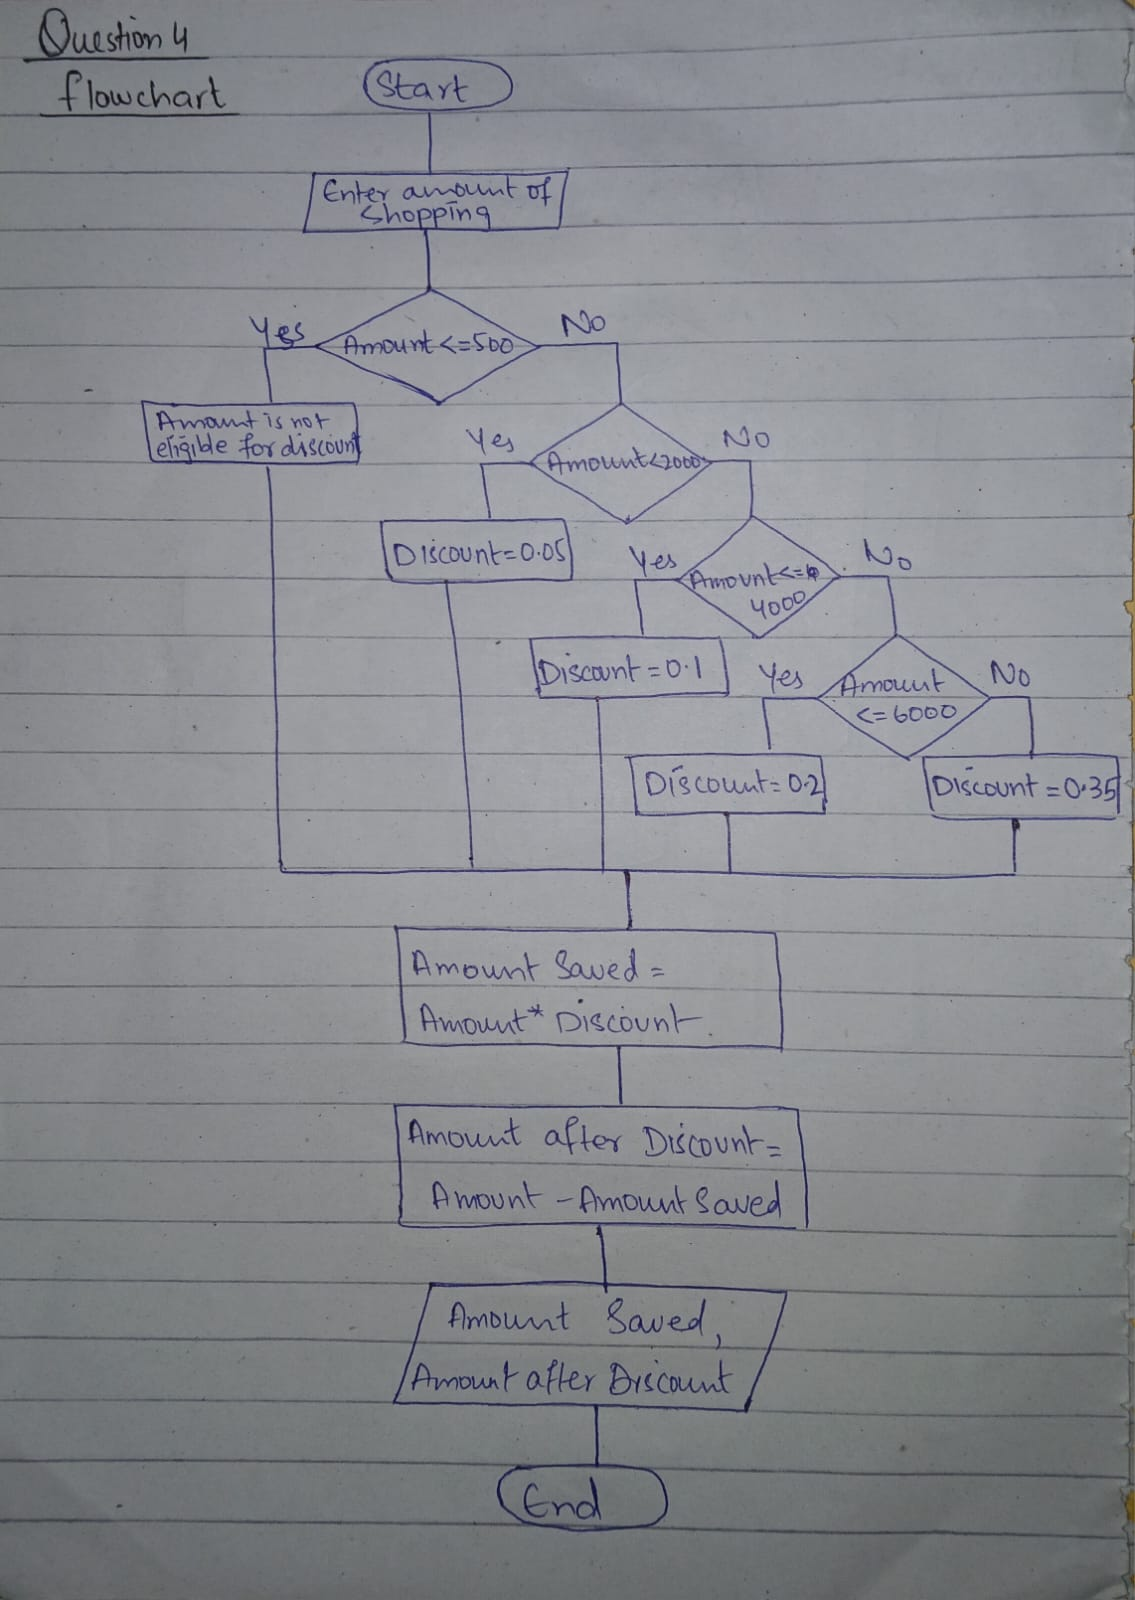 Question 4
flowchart
Start
Enter amount of
shopping
Yes
Amount <=500
No
Amount is not
eligible for discount
Yes
Amount<2000
No
Discount=0.05
Yes
Amount<=
4000
No
Discount=0.1
Yes
Amount
<=6000
No
Discount=0.2
Discount=0.35
Amount Saved =
Amount* Discount.
Amount after Discount=
Amount - Amount Saved
Amount Saved,
Amount after Discount
End